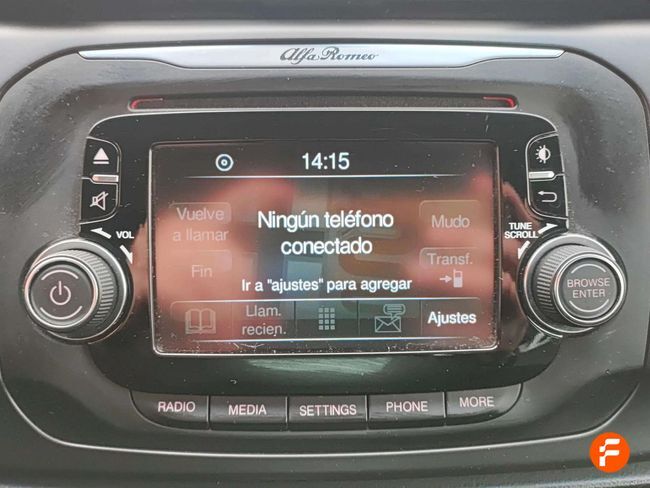 Alfa Romeo
14:15
Vuelve
a llamar
Ningún teléfono
conectado
Mudo
VOL
TUNE
SCROLL
Fin
Transf.
Ir a "ajustes" para agregar
BROWSE
ENTER
Llam.
recien.
Ajustes
RADIO
MEDIA
SETTINGS
PHONE
MORE